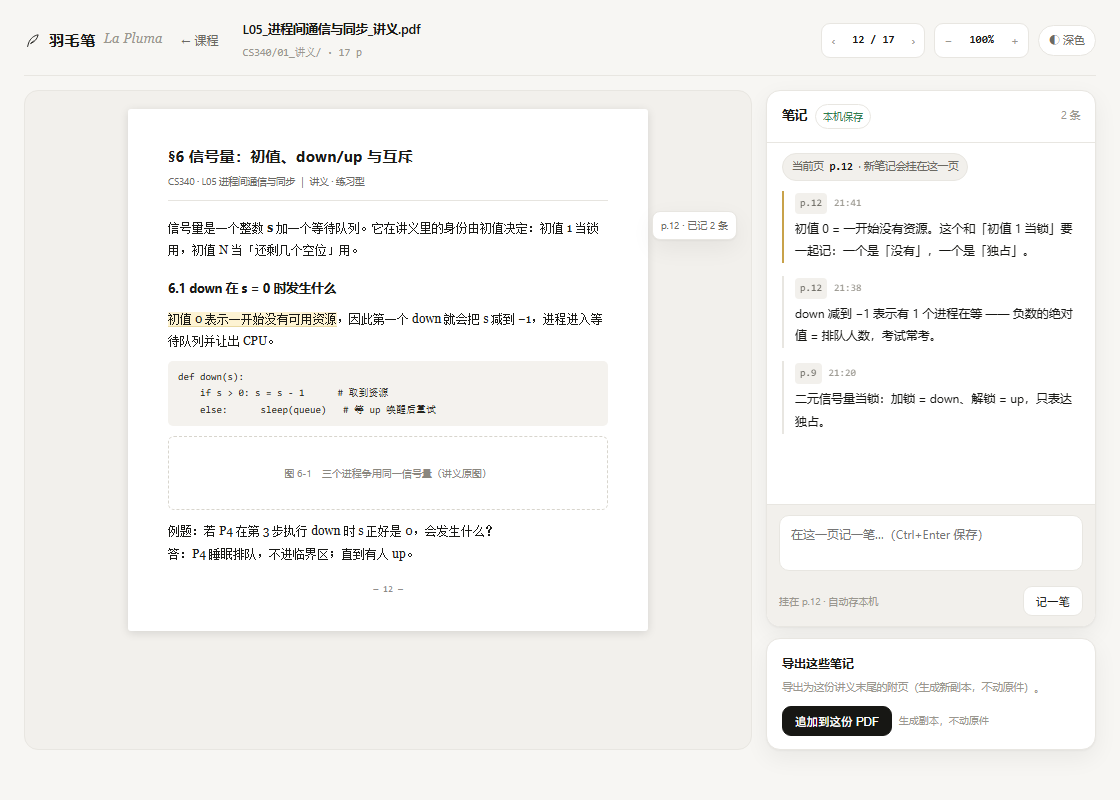 羽毛笔 La Pluma
← 课程
L05_进程间通信与同步_讲义.pdf
CS340/01_讲义/ · 17 p
‹ 12 / 17 ›
− 100% +
深色
§6 信号量：初值、down/up 与互斥
CS340 · L05 进程间通信与同步 ｜ 讲义 · 练习型
信号量是一个整数 s 加一个等待队列。它在讲义里的身份由初值决定：初值 1 当锁
用，初值 N 当「还剩几个空位」用。
6.1 down 在 s = 0 时发生什么
初值 0 表示一开始没有可用资源，因此第一个 down 就会把 s 减到 −1，进程进入等
待队列并让出 CPU。
def down(s):
if s > 0: s = s - 1 # 取到资源
else: sleep(queue) # 等 up 唤醒后重试
图 6-1 三个进程争用同一信号量（讲义原图）
例题：若 P4 在第 3 步执行 down 时 s 正好是 0，会发生什么？
答：P4 睡眠排队，不进临界区；直到有人 up。
— 12 —
p.12 · 已记 2 条
笔记 本机保存
2 条
当前页 p.12 · 新笔记会挂在这一页
p.12 21:41
初值 0 = 一开始没有资源。这个和「初值 1 当锁」要
一起记：一个是「没有」，一个是「独占」。
p.12 21:38
down 减到 −1 表示有 1 个进程在等 —— 负数的绝对
值 = 排队人数，考试常考。
p.9 21:20
二元信号量当锁：加锁 = down、解锁 = up，只表达
独占。
在这一页记一笔…（Ctrl+Enter 保存）
挂在 p.12 · 自动存本机
记一笔
导出这些笔记
导出为这份讲义末尾的附页（生成新副本，不动原件）。
追加到这份 PDF
生成副本，不动原件